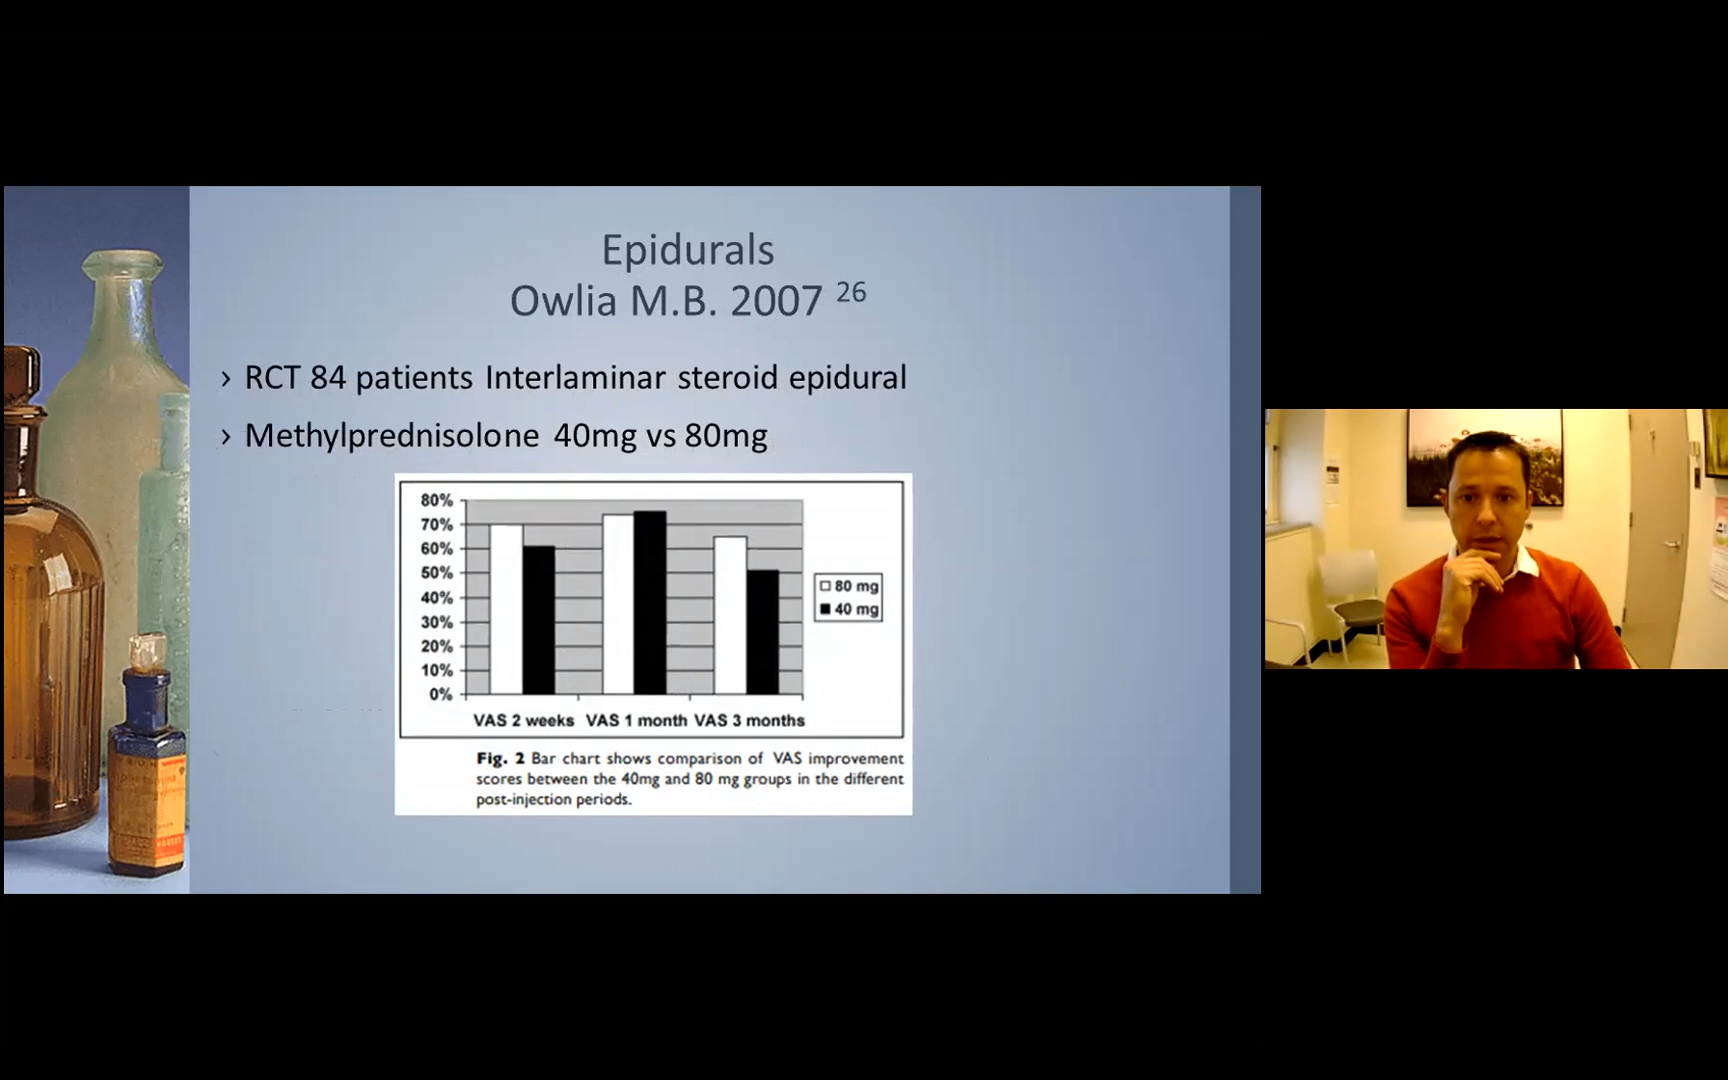 Epidurals
Owlia M.B. 2007 26
› RCT 84 patients Interlaminar steroid epidural
› Methylprednisolone 40mg vs 80mg
80%
70%
60%
50%
40%
30%
20%
10%
0%
80 mg
40 mg
VAS 2 weeks VAS 1 month VAS 3 months
Fig. 2 Bar chart shows comparison of VAS improvement
scores between the 40mg and 80 mg groups in the different
post-injection periods.